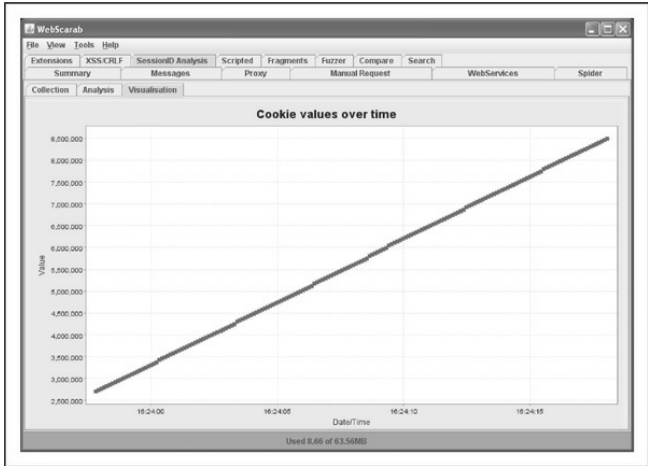 WebScarab
File View Tools Help
Extensions XSS/CRLF SessionID Analysis Scripted Fragments Fuzzer Compare Search
Summary Messages Proxy Manual Request WebServices Spider
Collection Analysis Visualisation
Cookie values over time
8,500,000
8,000,000
7,500,000
7,000,000
6,500,000
6,000,000
5,500,000
5,000,000
4,500,000
4,000,000
3,500,000
3,000,000
2,500,000
Value
16:24:00 16:24:05 16:24:10 16:24:15
Date/Time
Used 8.66 of 63.56MB